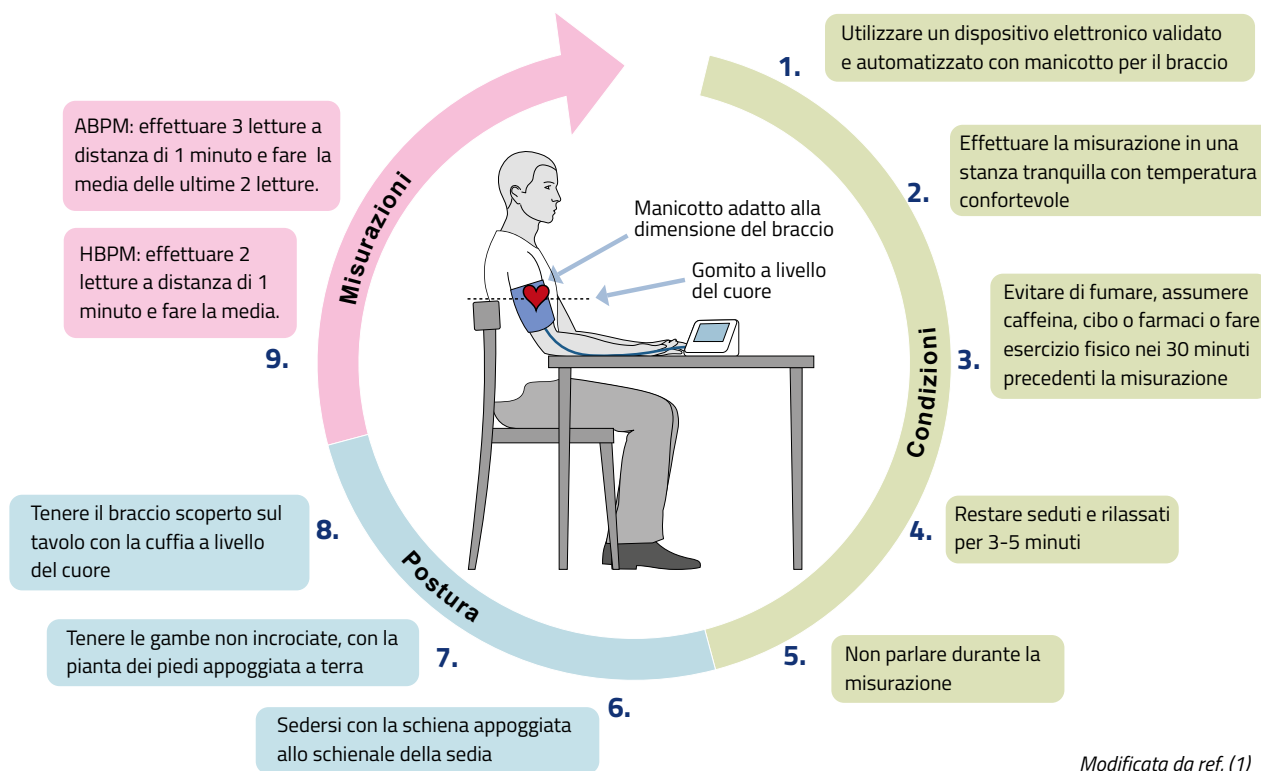 1.
Utilizzare un dispositivo elettronico validato
e automatizzato con manicotto per il braccio
2.
Effettuare la misurazione in una
stanza tranquilla con temperatura
confortevole
3.
Evitare di fumare, assumere
caffeina, cibo o farmaci o fare
esercizio fisico nei 30 minuti
precedenti la misurazione
Condizioni
4.
Restare seduti e rilassati
per 3-5 minuti
5.
Non parlare durante la
misurazione
6.
Sedersi con la schiena appoggiata
allo schienale della sedia
7.
Tenere le gambe non incrociate, con la
pianta dei piedi appoggiata a terra
Postura
8.
Tenere il braccio scoperto sul
tavolo con la cuffia a livello
del cuore
9.
HBPM: effettuare 2
letture a distanza di 1
minuto e fare la media.
ABPM: effettuare 3 letture a
distanza di 1 minuto e fare la
media delle ultime 2 letture.
Misurazioni
Manicotto adatto alla
dimensione del braccio
Gomito a livello
del cuore
Modificata da ref. (1)